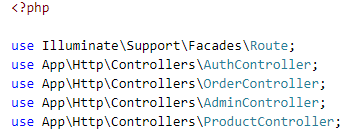 <?php
use Illuminate\Support\Facades\Route;
use App\Http\Controllers\AuthController;
use App\Http\Controllers\OrderController;
use App\Http\Controllers\AdminController;
use App\Http\Controllers\ProductController;